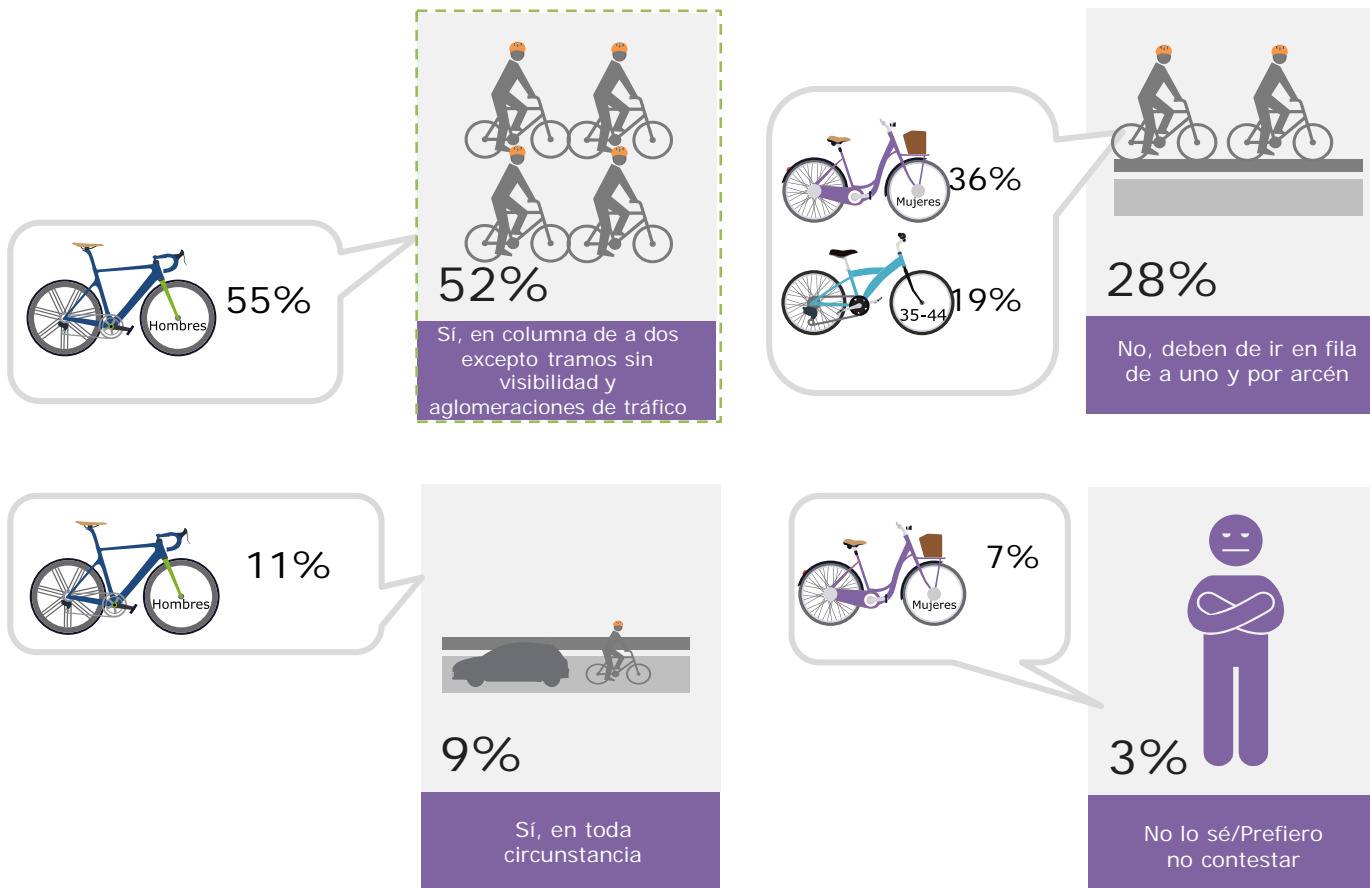 Hombres
55%
52%
Sí, en columna de a dos
excepto tramos sin
visibilidad y
aglomeraciones de tráfico
Mujeres
36%
35-44
19%
28%
No, deben de ir en fila
de a uno y por arcén
Hombres
11%
9%
Sí, en toda
circunstancia
Mujeres
7%
3%
No lo sé/Prefiero
no contestar